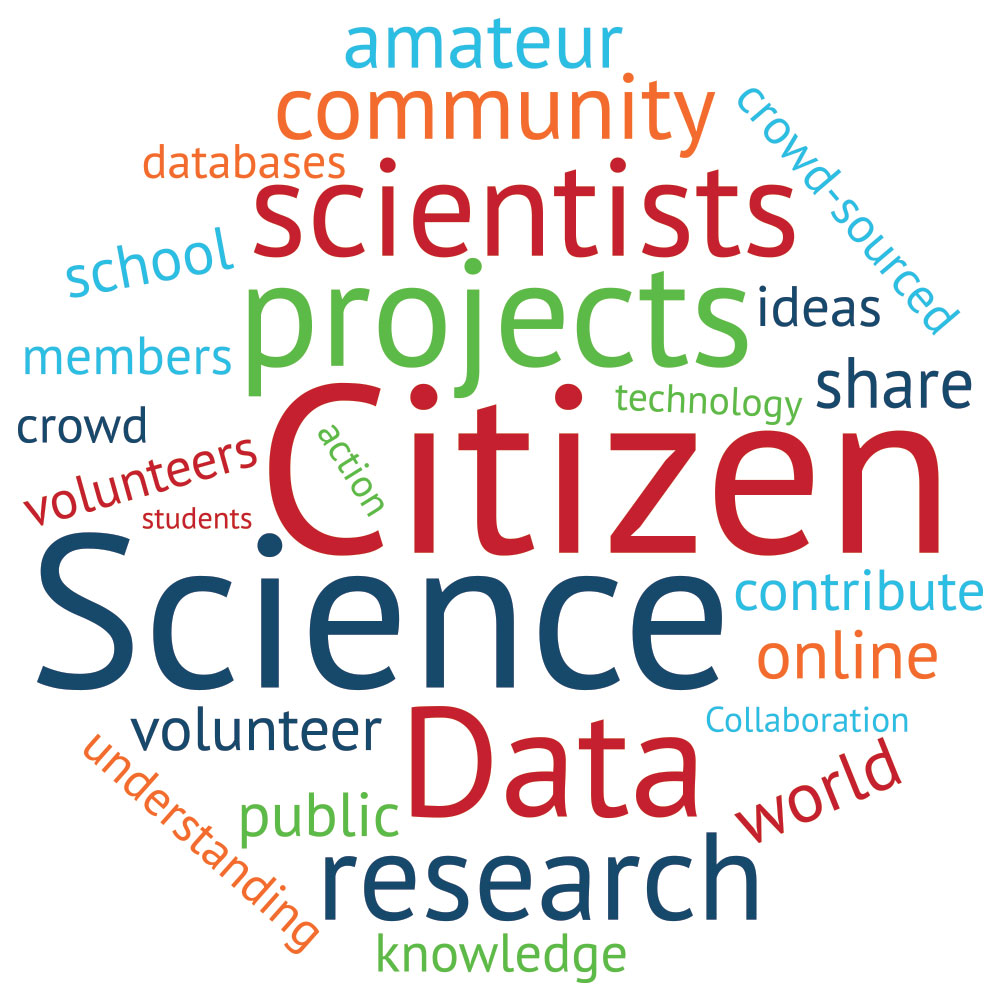 amateur
community
crowd-sourced
databases
scientists
school
projects
ideas
members
share
technology
crowd
Citizen
action
volunteers
students
Science
contribute
online
volunteer
Data
Collaboration
understanding
public
world
research
knowledge